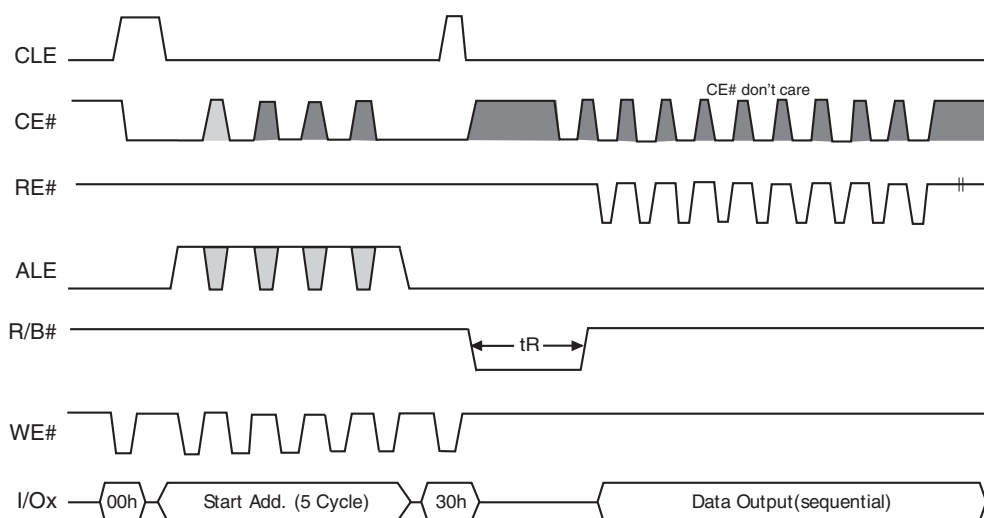 CLE
CE# don't care
CE#
RE#
ALE
R/B#
tR
WE#
I/Ox
00h
Start Add. (5 Cycle)
30h
Data Output(sequential)